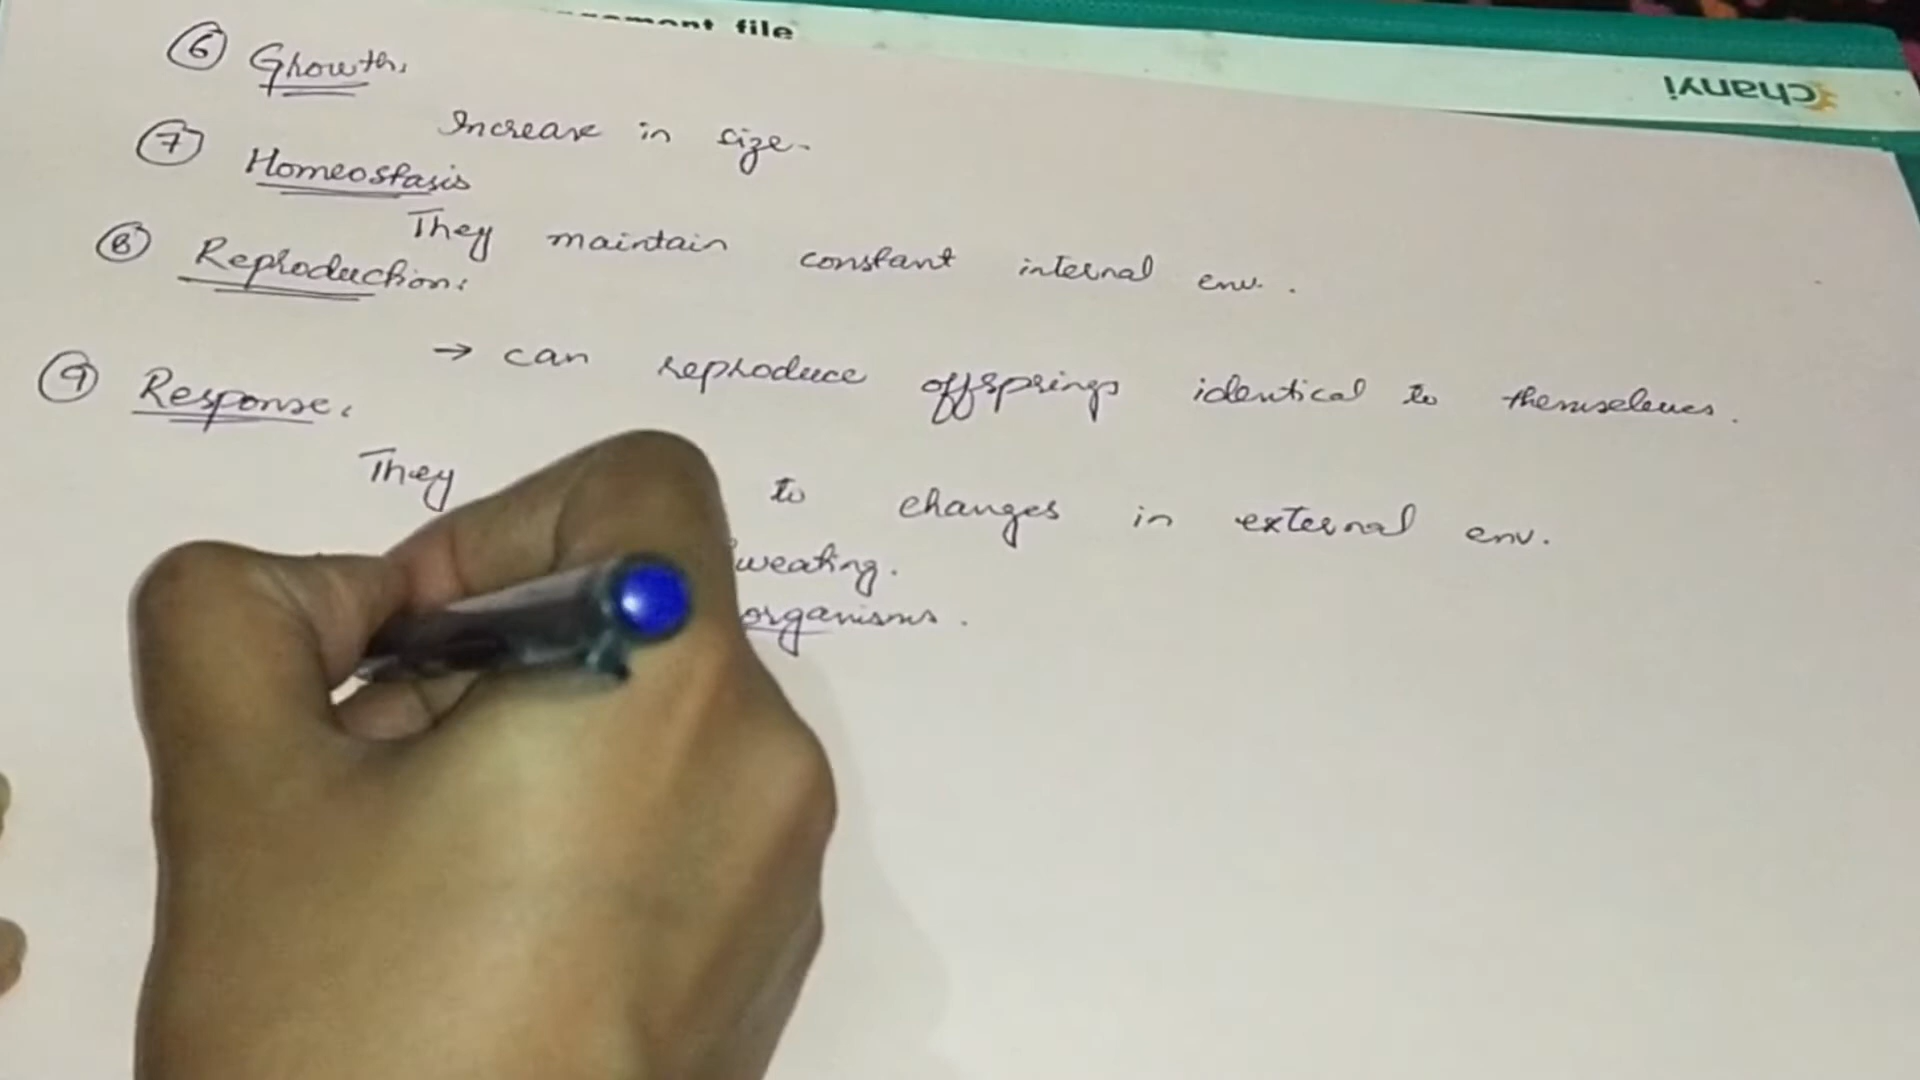 file
chanyi
⑥ Growth:
Increase in size.
⑦ Homeostasis
They maintain constant internal env.
⑧ Reproduction:
→ can reproduce offsprings identical to themselves.
⑨ Response:
They to changes in external env.
weating.
organisms.